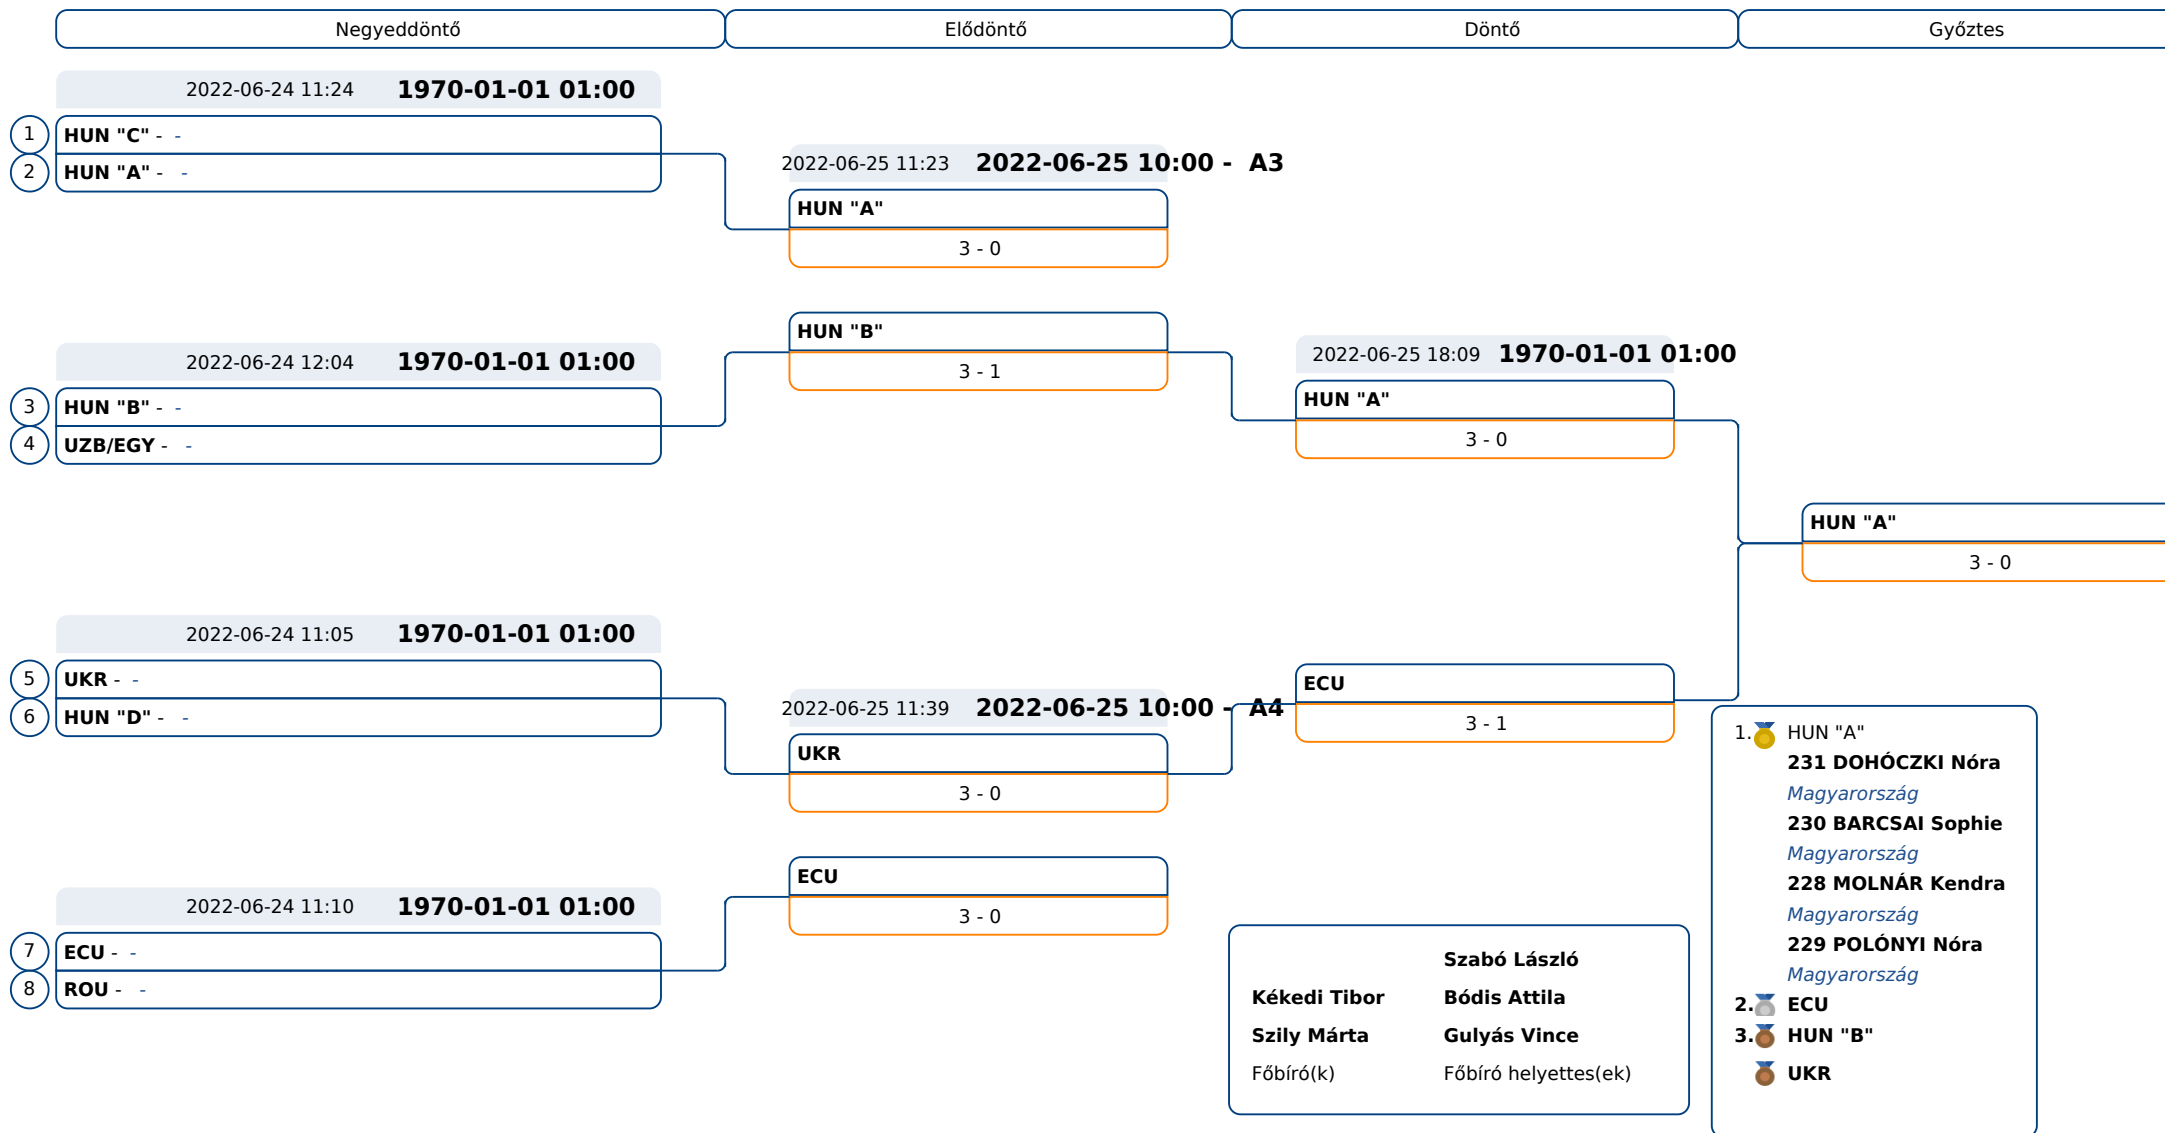 Negyeddöntő
Elődöntő
Döntő
Győztes
2022-06-24 11:24 1970-01-01 01:00
1 HUN "C" - -
2 HUN "A" - -
2022-06-25 11:23 2022-06-25 10:00 - A3
HUN "A"
3 - 0
HUN "B"
3 - 1
2022-06-24 12:04 1970-01-01 01:00
3 HUN "B" - -
4 UZB/EGY - -
2022-06-25 18:09 1970-01-01 01:00
HUN "A"
3 - 0
HUN "A"
3 - 0
2022-06-24 11:05 1970-01-01 01:00
5 UKR - -
6 HUN "D" - -
2022-06-25 11:39 2022-06-25 10:00 - A4
UKR
3 - 0
ECU
3 - 1
ECU
3 - 0
2022-06-24 11:10 1970-01-01 01:00
7 ECU - -
8 ROU - -
Szabó László
Kékedi Tibor Bódis Attila
Szily Márta Gulyás Vince
Főbíró(k) Főbíró helyettes(ek)
1. HUN "A"
231 DOHÓCZKI Nóra
Magyarország
230 BARCSAI Sophie
Magyarország
228 MOLNÁR Kendra
Magyarország
229 POLÓNYI Nóra
Magyarország
2. ECU
3. HUN "B"
UKR